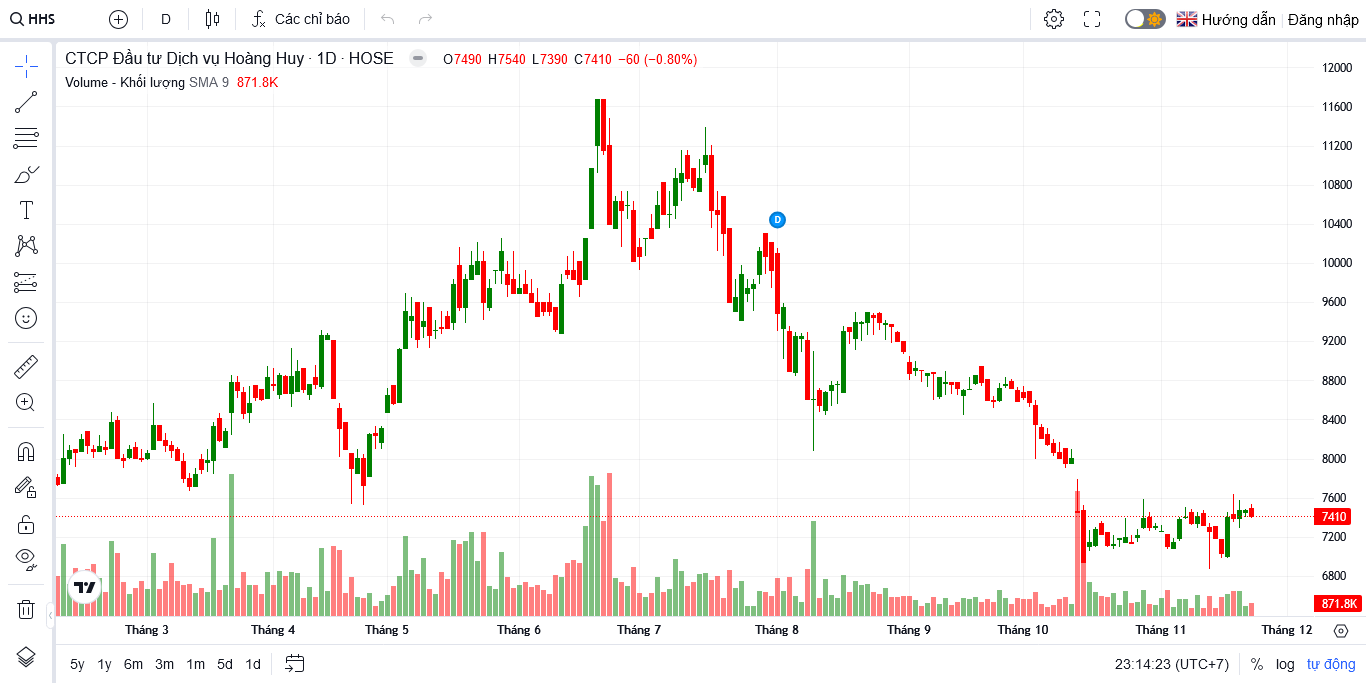 HHS
D
Các chỉ báo
Hướng dẫn
Đăng nhập
CTCP Đầu tư Dịch vụ Hoàng Huy · 1D · HOSE O7490 H7540 L7390 C7410 −60 (−0.80%)
Volume - Khối lượng SMA 9 871.8K
12000
11600
11200
10800
10400
D
10000
9600
9200
8800
8400
8000
7600
7410
7200
6800
871.8K
Tháng 3 Tháng 4 Tháng 5 Tháng 6 Tháng 7 Tháng 8 Tháng 9 Tháng 10 Tháng 11 Tháng 12
5y 1y 6m 3m 1m 5d 1d 23:14:23 (UTC+7) % log tự động